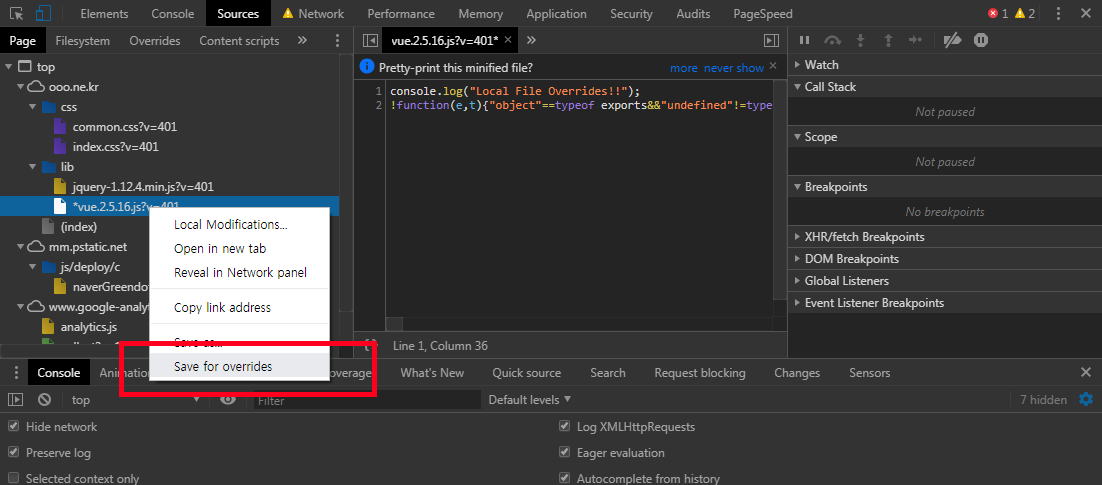 Elements Console Sources Network Performance Memory Application Security Audits PageSpeed 1 2
Page Filesystem Overrides Content scripts » vue.2.5.16.js?v=401* × »
top
Pretty-print this minified file? more never show
Watch
ooo.ne.kr
1 console.log("Local File Overrides!!");
Call Stack
css
2 !function(e,t){"object"==typeof exports&&"undefined"!=type
common.css?v=401
Not paused
index.css?v=401
Scope
lib
Not paused
jquery-1.12.4.min.js?v=401
Breakpoints
*vue.2.5.16.js?v=401
No breakpoints
(index)
Local Modifications...
XHR/fetch Breakpoints
mm.pstatic.net
Open in new tab
DOM Breakpoints
js/deploy/c
Reveal in Network panel
Global Listeners
naverGreendo
Event Listener Breakpoints
www.google-analy
Copy link address
analytics.js
Save as...
Line 1, Column 36
Save for overrides
Console Animation overage What's New Quick source Search Request blocking Changes Sensors
top Filter Default levels ▼ 7 hidden
Hide network Log XMLHttpRequests
Preserve log Eager evaluation
Selected context only Autocomplete from history